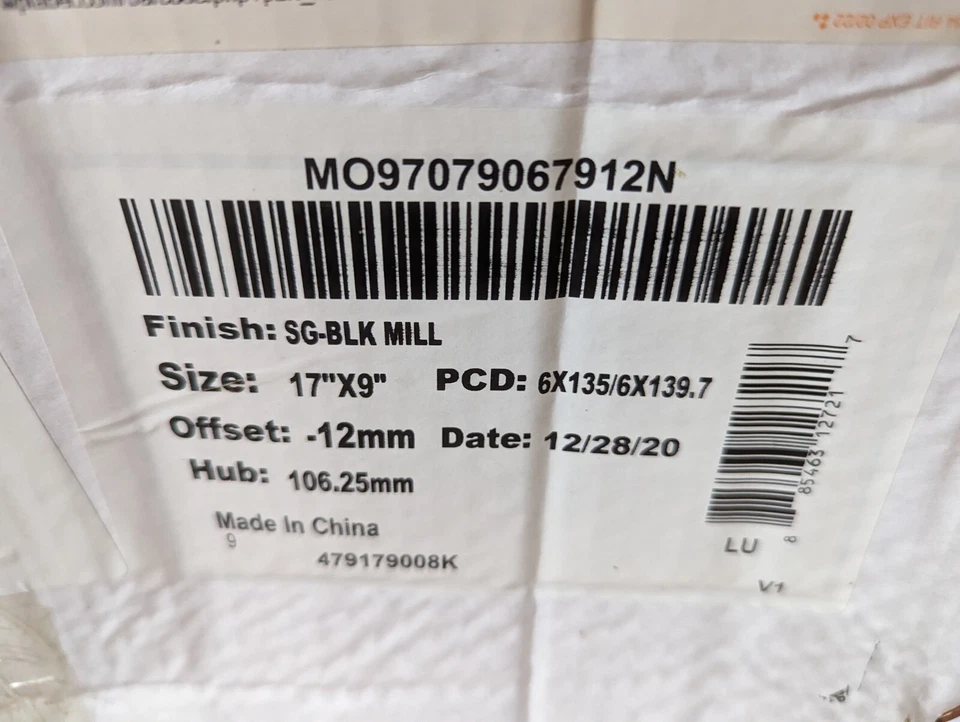 MO97079067912N
Finish: SG-BLK MILL
Size: 17"X9" PCD: 6X135/6X139.7
Offset: -12mm Date: 12/28/20
Hub: 106.25mm
Made In China
9
479179008K
8 85463 12721 7
LU
V1